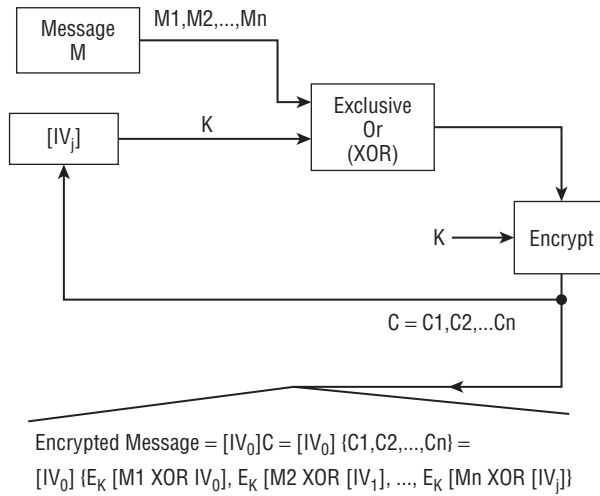 Message
M
M1,M2,...,Mn
[IVj]
K
Exclusive
Or
(XOR)
K
Encrypt
C = C1,C2,...Cn
Encrypted Message = [IV0]C = [IV0] {C1,C2,...,Cn} =
[IV0] {EK [M1 XOR IV0], EK [M2 XOR [IV1], ..., EK [Mn XOR [IVj]}